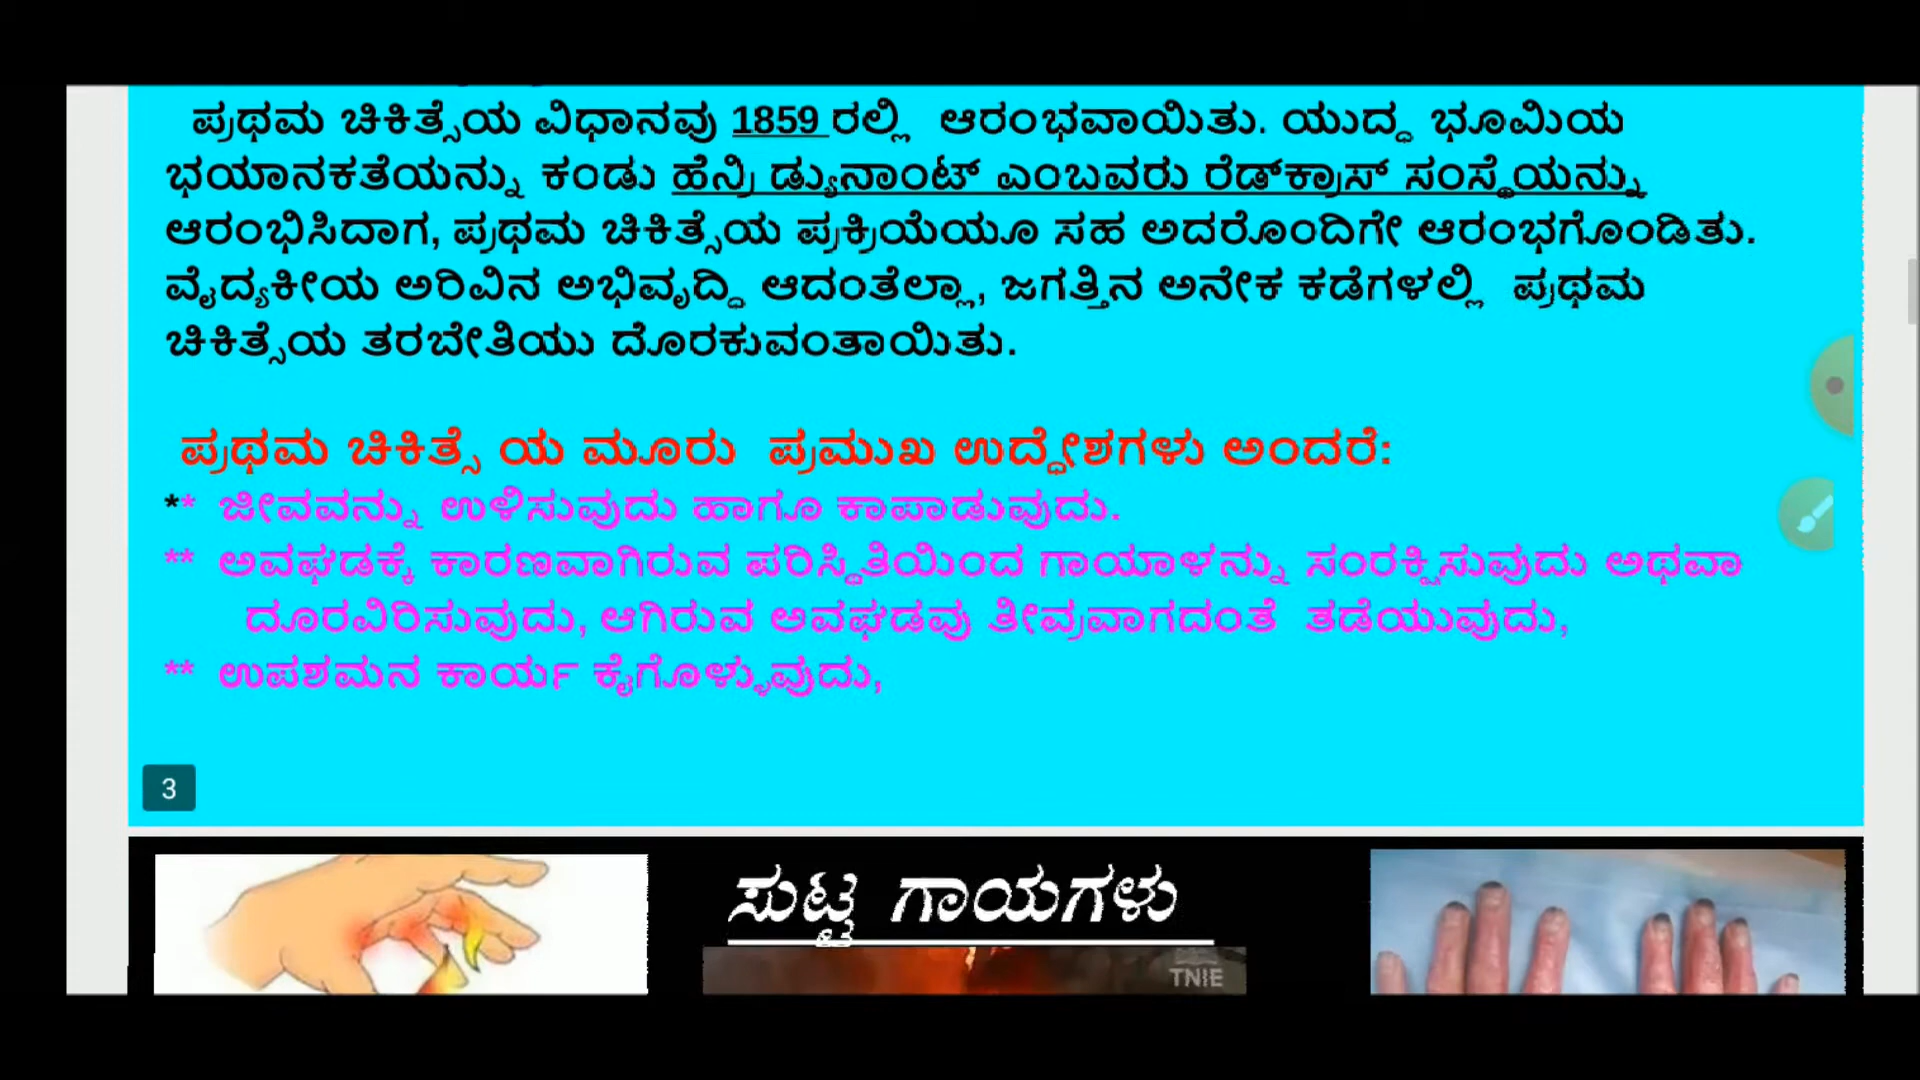 ಪ್ರಥಮ ಚಿಕಿತ್ಸೆಯ ವಿಧಾನವು 1859 ರಲ್ಲಿ ಆರಂಭವಾಯಿತು. ಯುದ್ಧ ಭೂಮಿಯ
ಭಯಾನಕತೆಯನ್ನು ಕಂಡು ಹೆನ್ರಿ ಡ್ಯುನಾಂಟ್ ಎಂಬವರು ರೆಡ್‌ಕ್ರಾಸ್ ಸಂಸ್ಥೆಯನ್ನು
ಆರಂಭಿಸಿದಾಗ, ಪ್ರಥಮ ಚಿಕಿತ್ಸೆಯ ಪ್ರಕ್ರಿಯೆಯೂ ಸಹ ಅದರೊಂದಿಗೇ ಆರಂಭಗೊಂಡಿತು.
ವೈದ್ಯಕೀಯ ಅರಿವಿನ ಅಭಿವೃದ್ಧಿ ಆದಂತೆಲ್ಲಾ, ಜಗತ್ತಿನ ಅನೇಕ ಕಡೆಗಳಲ್ಲಿ ಪ್ರಥಮ
ಚಿಕಿತ್ಸೆಯ ತರಬೇತಿಯು ದೊರಕುವಂತಾಯಿತು.
ಪ್ರಥಮ ಚಿಕಿತ್ಸೆ ಯ ಮೂರು ಪ್ರಮುಖ ಉದ್ದೇಶಗಳು ಅಂದರೆ:
** ಜೀವವನ್ನು ಉಳಿಸುವುದು ಹಾಗೂ ಕಾಪಾಡುವುದು.
** ಅವಘಡಕ್ಕೆ ಕಾರಣವಾಗಿರುವ ಪರಿಸ್ಥಿತಿಯಿಂದ ಗಾಯಾಳನ್ನು ಸಂರಕ್ಷಿಸುವುದು ಅಥವಾ
ದೂರವಿರಿಸುವುದು, ಆಗಿರುವ ಅವಘಡವು ತೀವ್ರವಾಗದಂತೆ ತಡೆಯುವುದು,
** ಉಪಶಮನ ಕಾರ್ಯ ಕೈಗೊಳ್ಳುವುದು,
3
ಸುಟ್ಟ ಗಾಯಗಳು
TNIE